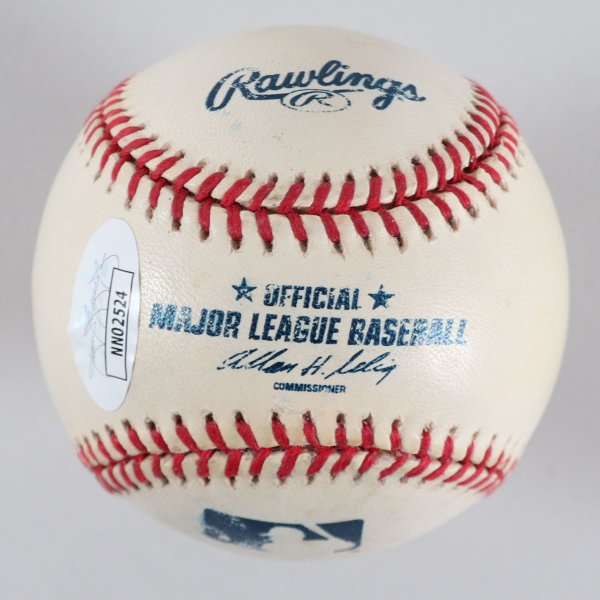 Rawlings
R
OFFICIAL
MAJOR LEAGUE BASEBALL
Allan H. Selig
COMMISSIONER
NN02524